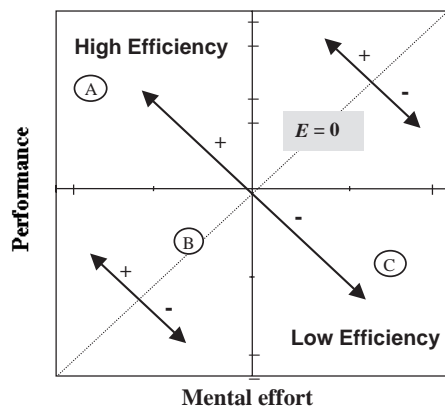 High Efficiency
+
A
-
E = 0
+
Performance
-
B
C
+
-
Low Efficiency
Mental effort